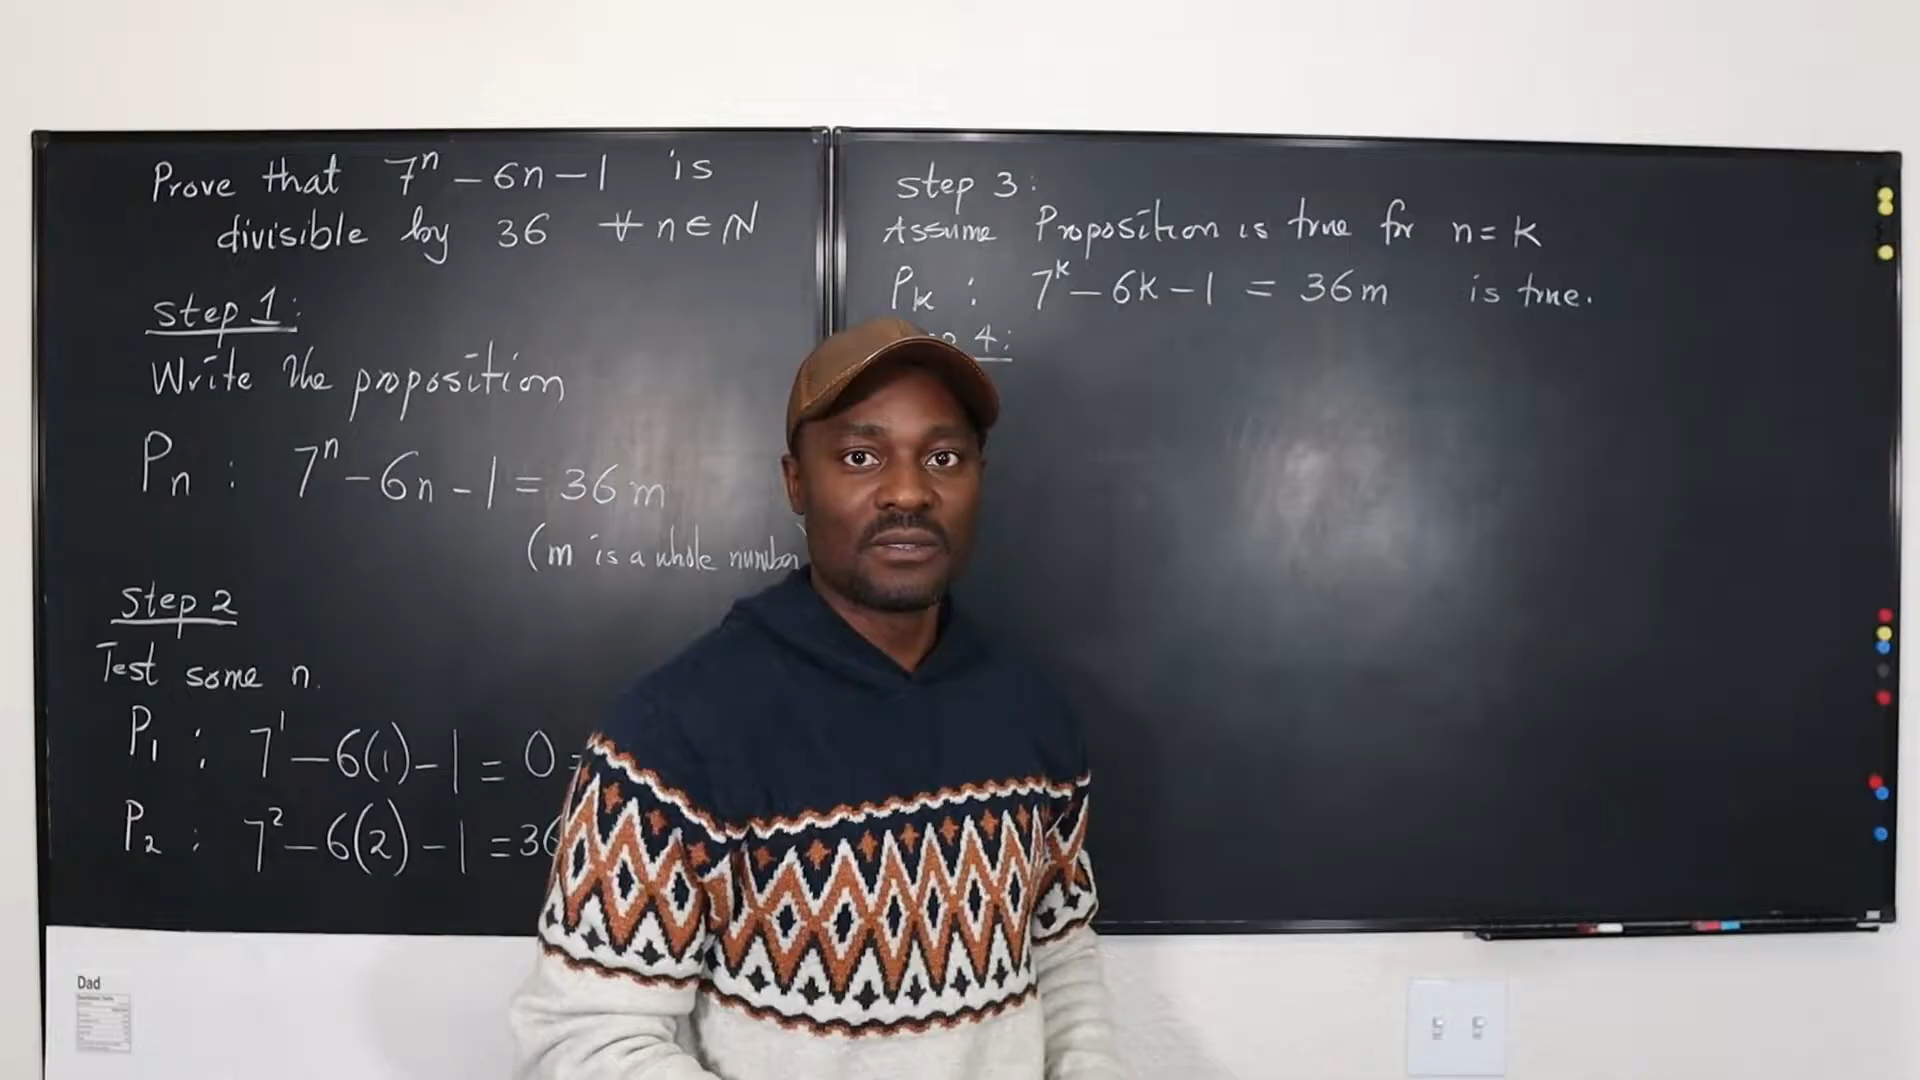 Prove that 7ⁿ – 6n – 1 is
divisible by 36 ∀ n ∈ ℕ
Step 1:
Write the proposition
Pₙ : 7ⁿ – 6n – 1 = 36m
(m is a whole number
Step 2
Test some n.
P₁ : 7¹ – 6(1) – 1 = 0 =
P₂ : 7² – 6(2) – 1 = 36
Step 3:
Assume Proposition is true for n = k
Pₖ : 7ᵏ – 6k – 1 = 36m is true.
4:
Dad